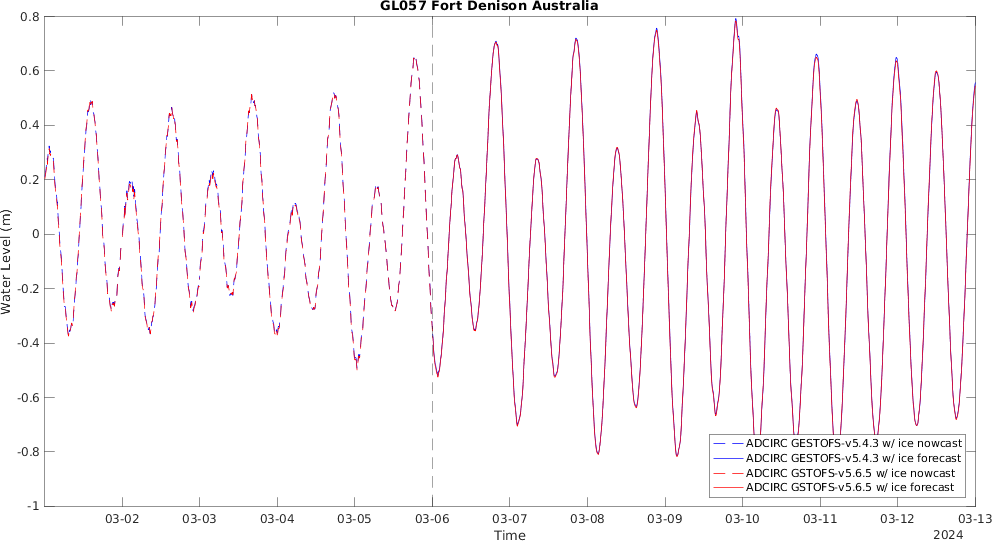 GL057 Fort Denison Australia
0.8
0.6
0.4
0.2
0
-0.2
-0.4
-0.6
-0.8
-1
Water Level (m)
ADCIRC GESTOFS-v5.4.3 w/ ice nowcast
ADCIRC GESTOFS-v5.4.3 w/ ice forecast
ADCIRC GSTOFS-v5.6.5 w/ ice nowcast
ADCIRC GSTOFS-v5.6.5 w/ ice forecast
03-02 03-03 03-04 03-05 03-06 03-07 03-08 03-09 03-10 03-11 03-12 03-13
Time
2024